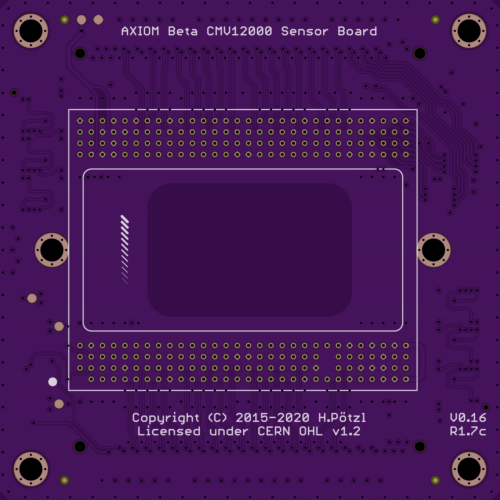 AXIOM Beta CMV12000 Sensor Board
Copyright (C) 2015-2020 H.Pötzl
Licensed under CERN OHL v1.2
V0.16
R1.7c